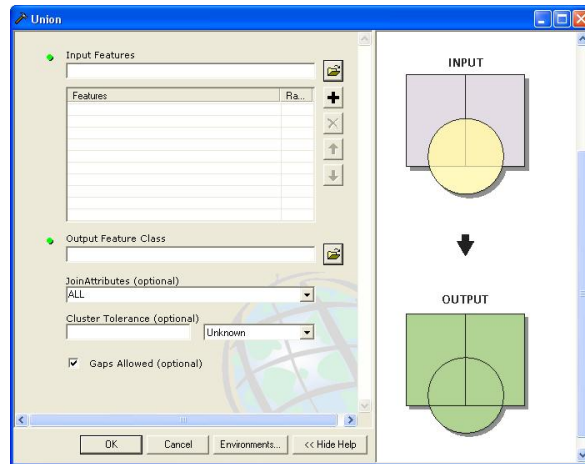 Union
Input Features
Features Ra...
Output Feature Class
JoinAttributes (optional)
ALL
Cluster Tolerance (optional)
Unknown
Gaps Allowed (optional)
OK Cancel Environments... << Hide Help
INPUT
OUTPUT